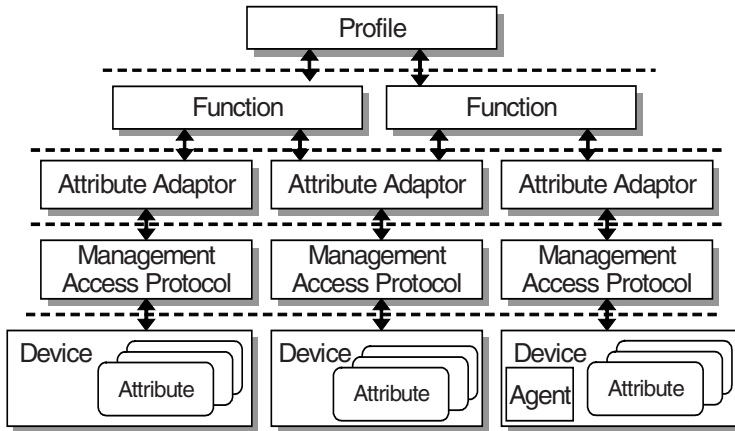 Profile
Function
Function
Attribute Adaptor
Attribute Adaptor
Attribute Adaptor
Management
Access Protocol
Management
Access Protocol
Management
Access Protocol
Device
Attribute
Device
Attribute
Device
Agent
Attribute